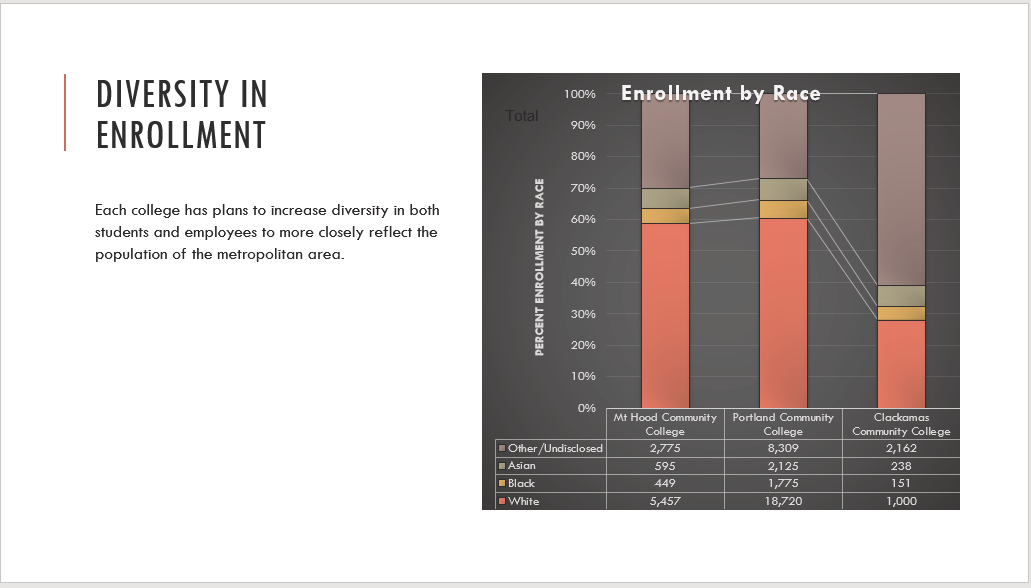 DIVERSITY IN
ENROLLMENT
Each college has plans to increase diversity in both
students and employees to more closely reflect the
population of the metropolitan area.
Enrollment by Race
Total
PERCENT ENROLLMENT BY RACE
100%
90%
80%
70%
60%
50%
40%
30%
20%
10%
0%
Mt Hood Community College
Portland Community College
Clackamas Community College
Other/Undisclosed 2,775 8,309 2,162
Asian 595 2,125 238
Black 449 1,775 151
White 5,457 18,720 1,000